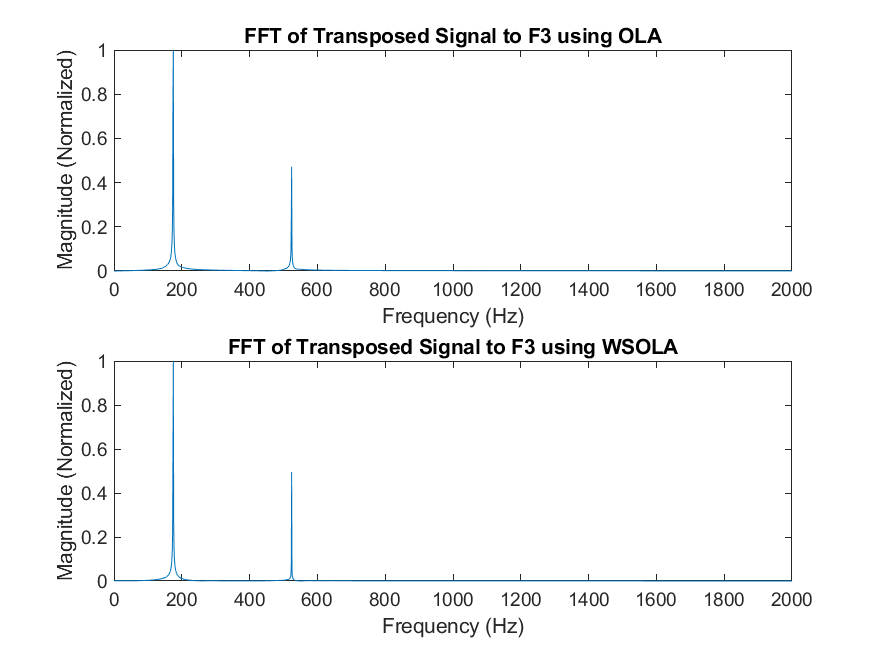 FFT of Transposed Signal to F3 using OLA
1
0.8
0.6
0.4
0.2
0
Magnitude (Normalized)
0 200 400 600 800 1000 1200 1400 1600 1800 2000
Frequency (Hz)
FFT of Transposed Signal to F3 using WSOLA
1
0.8
0.6
0.4
0.2
0
Magnitude (Normalized)
0 200 400 600 800 1000 1200 1400 1600 1800 2000
Frequency (Hz)